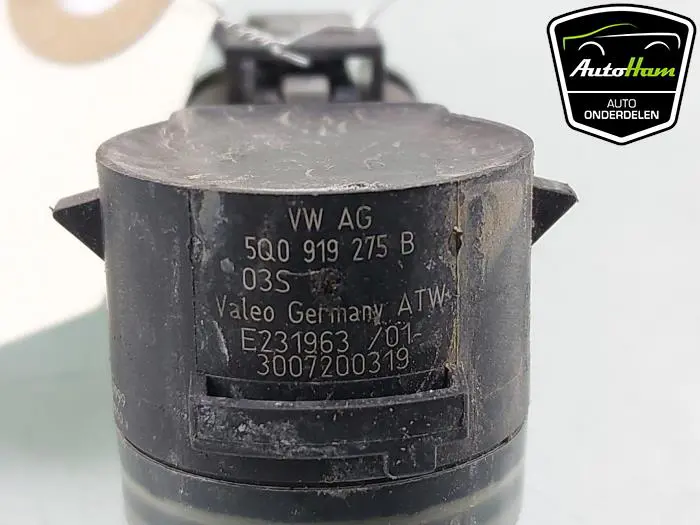 AutoHam
AUTO
ONDERDELEN
VW AG
5Q0 919 275 B
03S
Valeo Germany ATW
E231963 /01-
3007200319